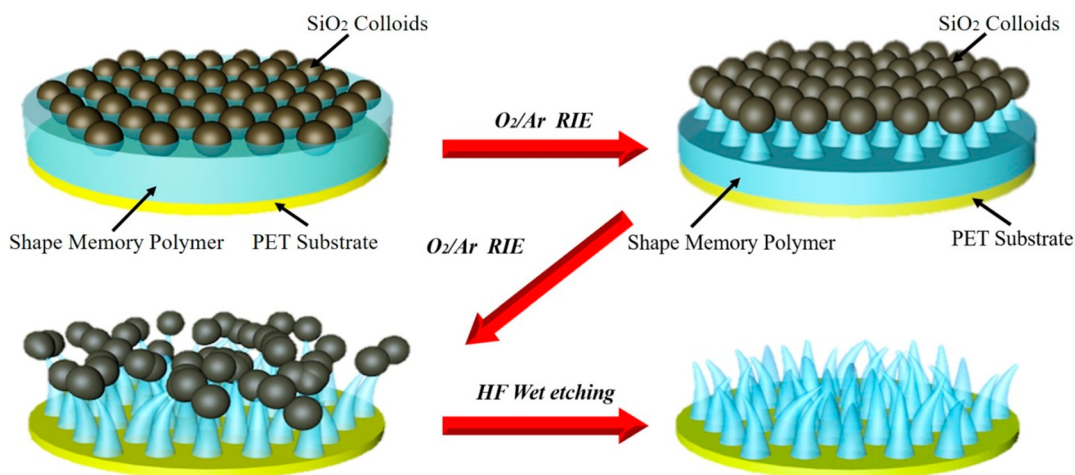 SiO₂ Colloids
SiO₂ Colloids
O₂/Ar RIE
Shape Memory Polymer
PET Substrate
Shape Memory Polymer
PET Substrate
O₂/Ar RIE
HF Wet etching